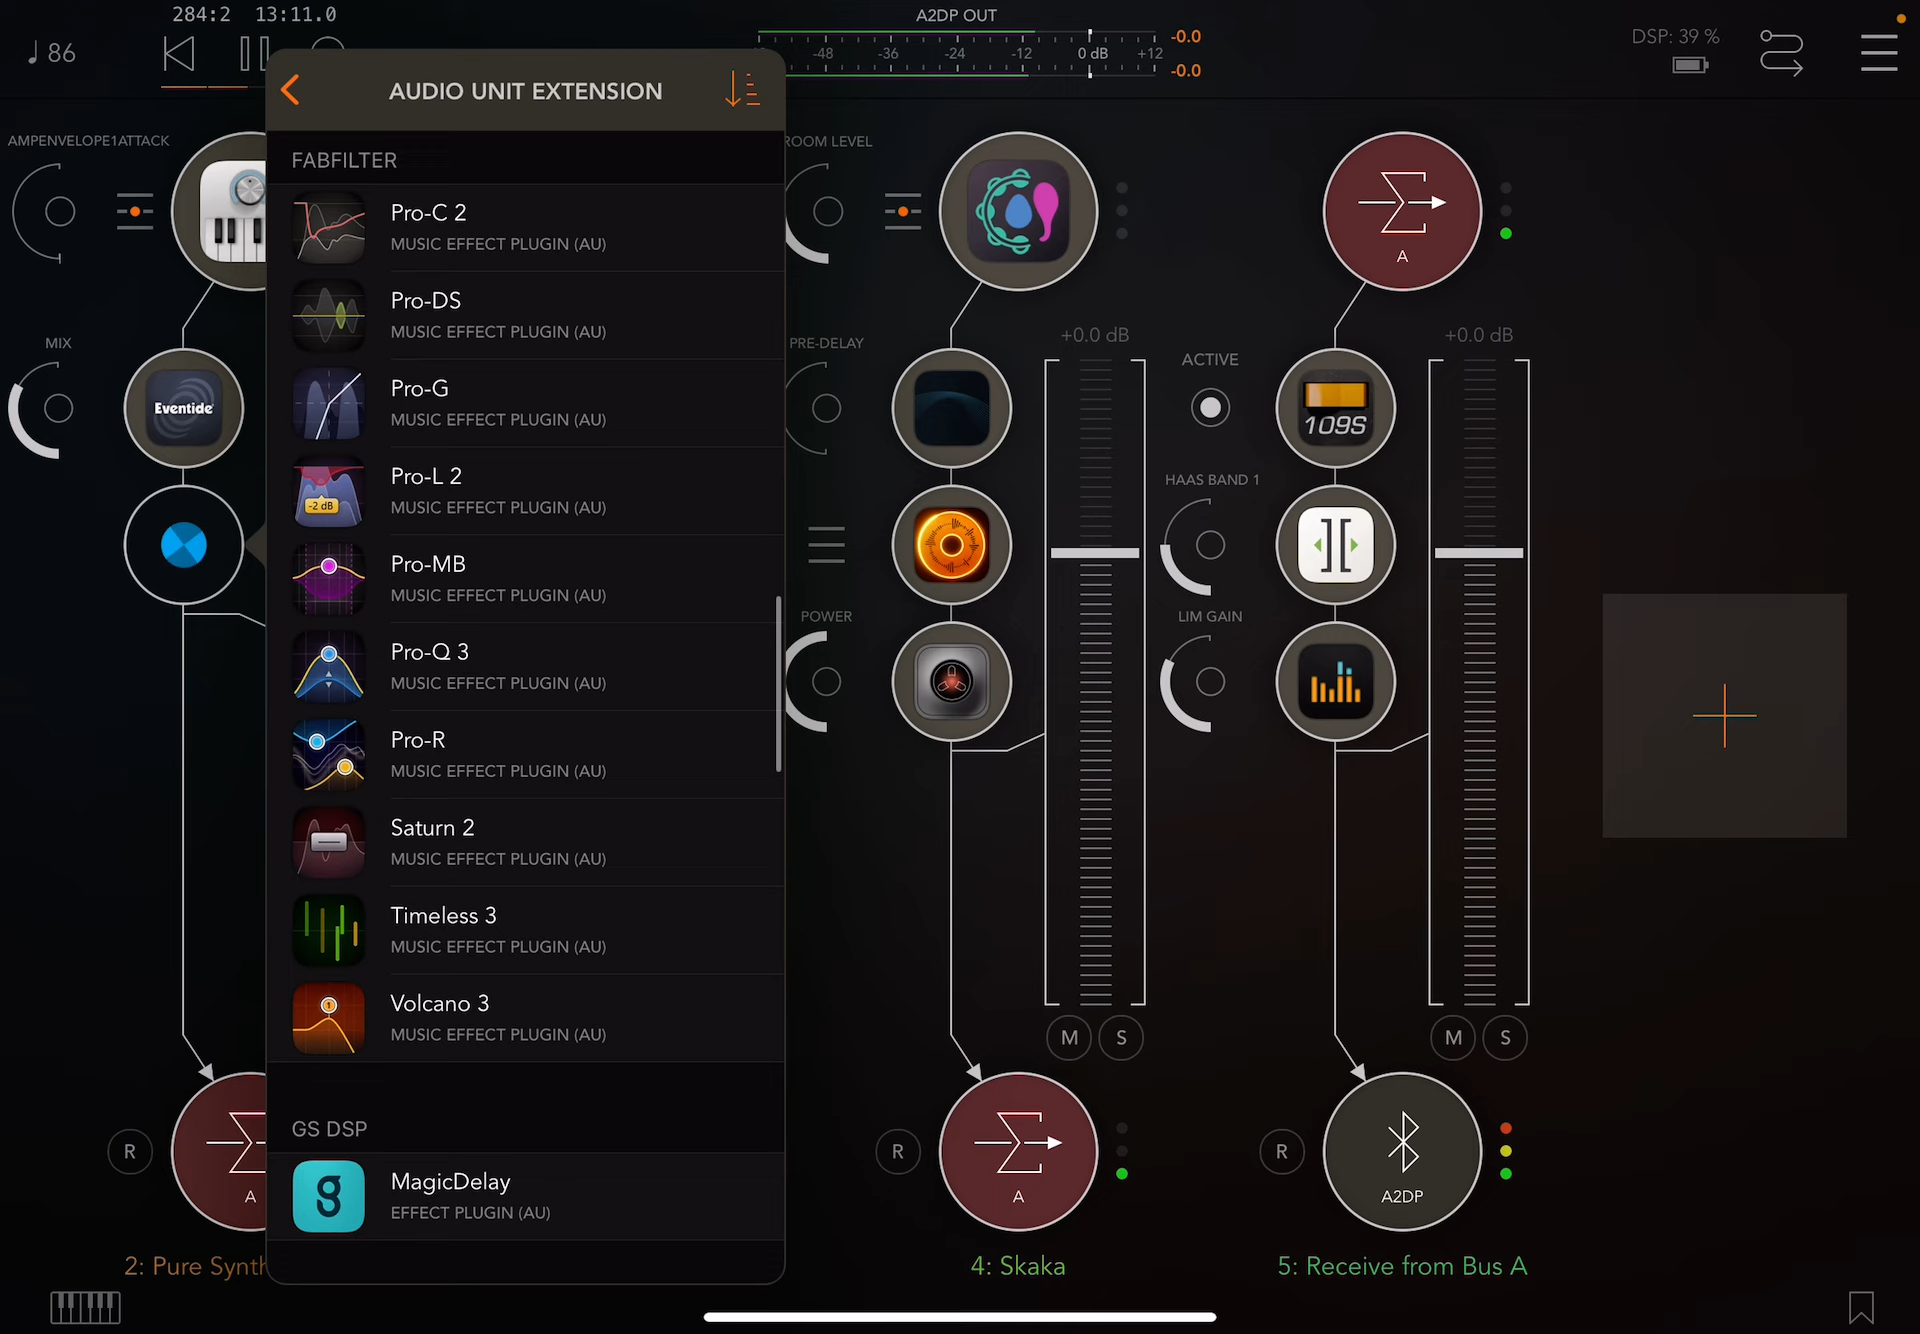 284:2 13:11.0
86
A2DP OUT
-48 -36 -24 -12 0 dB +12
-0.0
-0.0
DSP: 39 %
AUDIO UNIT EXTENSION
FABFILTER
Pro-C 2
MUSIC EFFECT PLUGIN (AU)
Pro-DS
MUSIC EFFECT PLUGIN (AU)
Pro-G
MUSIC EFFECT PLUGIN (AU)
-2 dB
Pro-L 2
MUSIC EFFECT PLUGIN (AU)
Pro-MB
MUSIC EFFECT PLUGIN (AU)
Pro-Q 3
MUSIC EFFECT PLUGIN (AU)
Pro-R
MUSIC EFFECT PLUGIN (AU)
Saturn 2
MUSIC EFFECT PLUGIN (AU)
Timeless 3
MUSIC EFFECT PLUGIN (AU)
1
Volcano 3
MUSIC EFFECT PLUGIN (AU)
GS DSP
MagicDelay
EFFECT PLUGIN (AU)
AMPENVELOPE1ATTACK
MIX
Eventide
R
A
2: Pure Synth
ROOM LEVEL
PRE-DELAY
POWER
+0.0 dB
M S
R
A
4: Skaka
A
ACTIVE
HAAS BAND 1
LIM GAIN
109S
+0.0 dB
M S
R
A2DP
5: Receive from Bus A